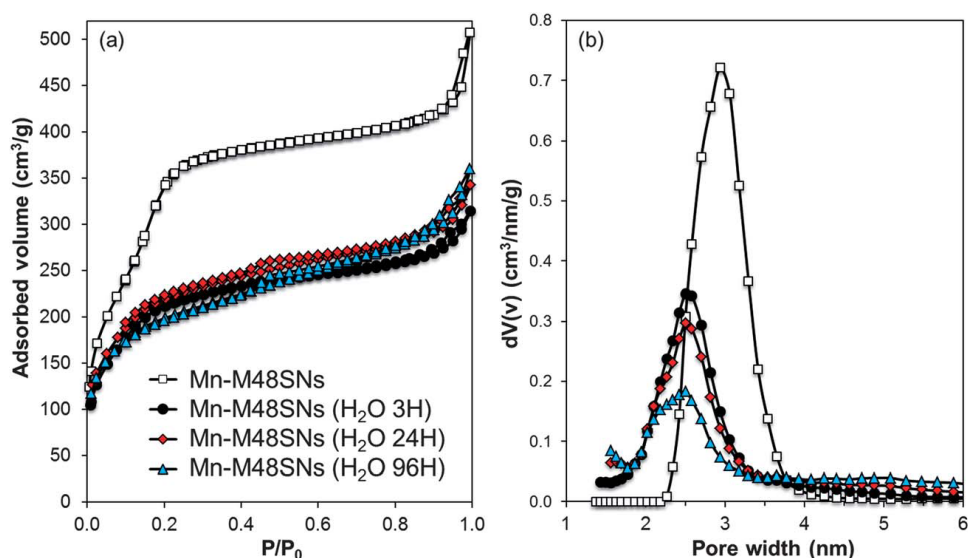 (a)
Adsorbed volume (cm³/g)
500
450
400
350
300
250
200
150
100
50
0
0.0 0.2 0.4 0.6 0.8 1.0
P/P₀
Mn-M48SNs
Mn-M48SNs (H₂O 3H)
Mn-M48SNs (H₂O 24H)
Mn-M48SNs (H₂O 96H)
(b)
dV(v) (cm³/nm/g)
0.8
0.7
0.6
0.5
0.4
0.3
0.2
0.1
0.0
1 2 3 4 5 6
Pore width (nm)